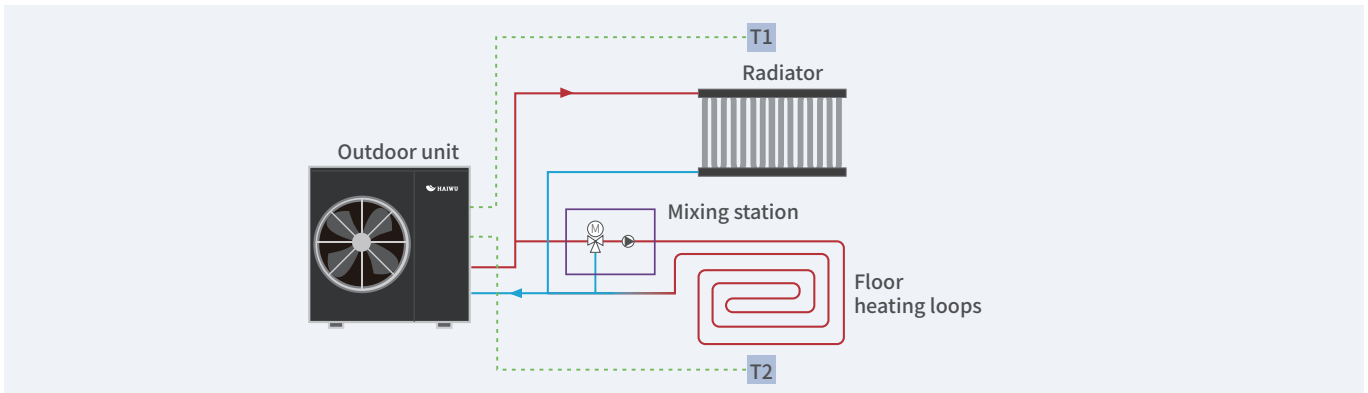 T1
Radiator
Outdoor unit
HAIWU
Mixing station
M
Floor
heating loops
T2